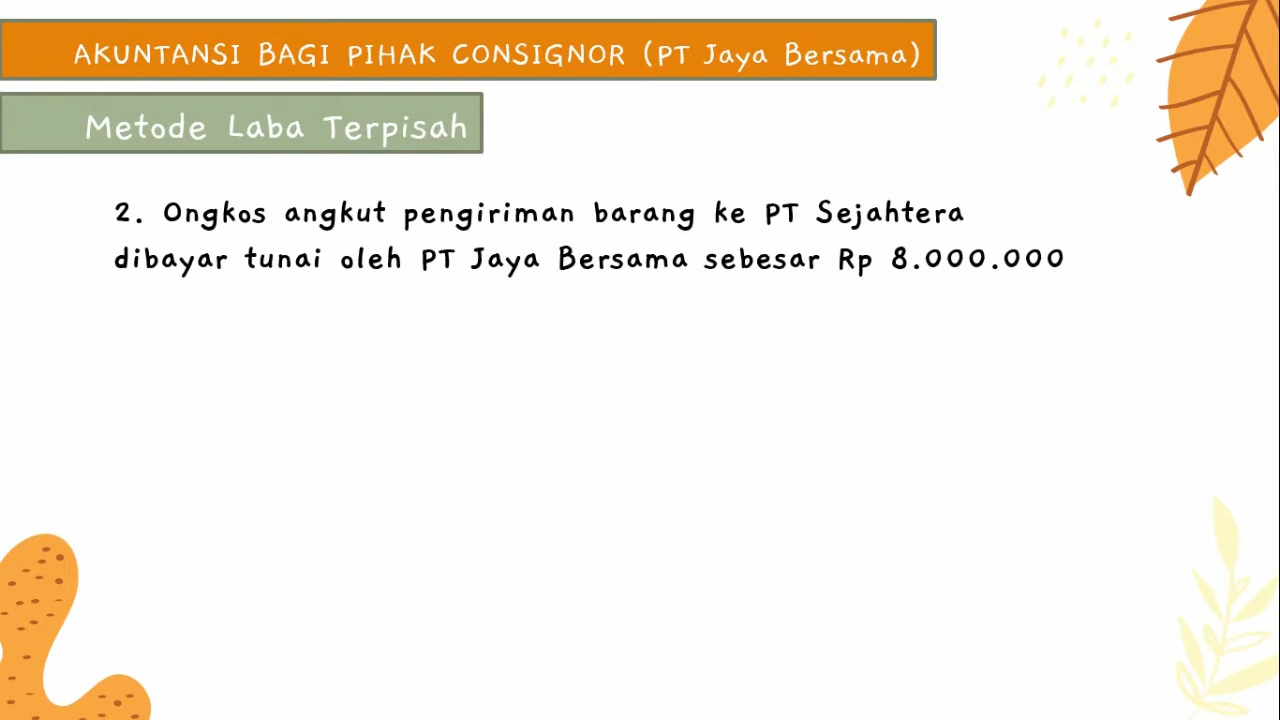 AKUNTANSI BAGI PIHAK CONSIGNOR (PT Jaya Bersama)
Metode Laba Terpisah
2. Ongkos angkut pengiriman barang ke PT Sejahtera
dibayar tunai oleh PT Jaya Bersama sebesar Rp 8.000.000